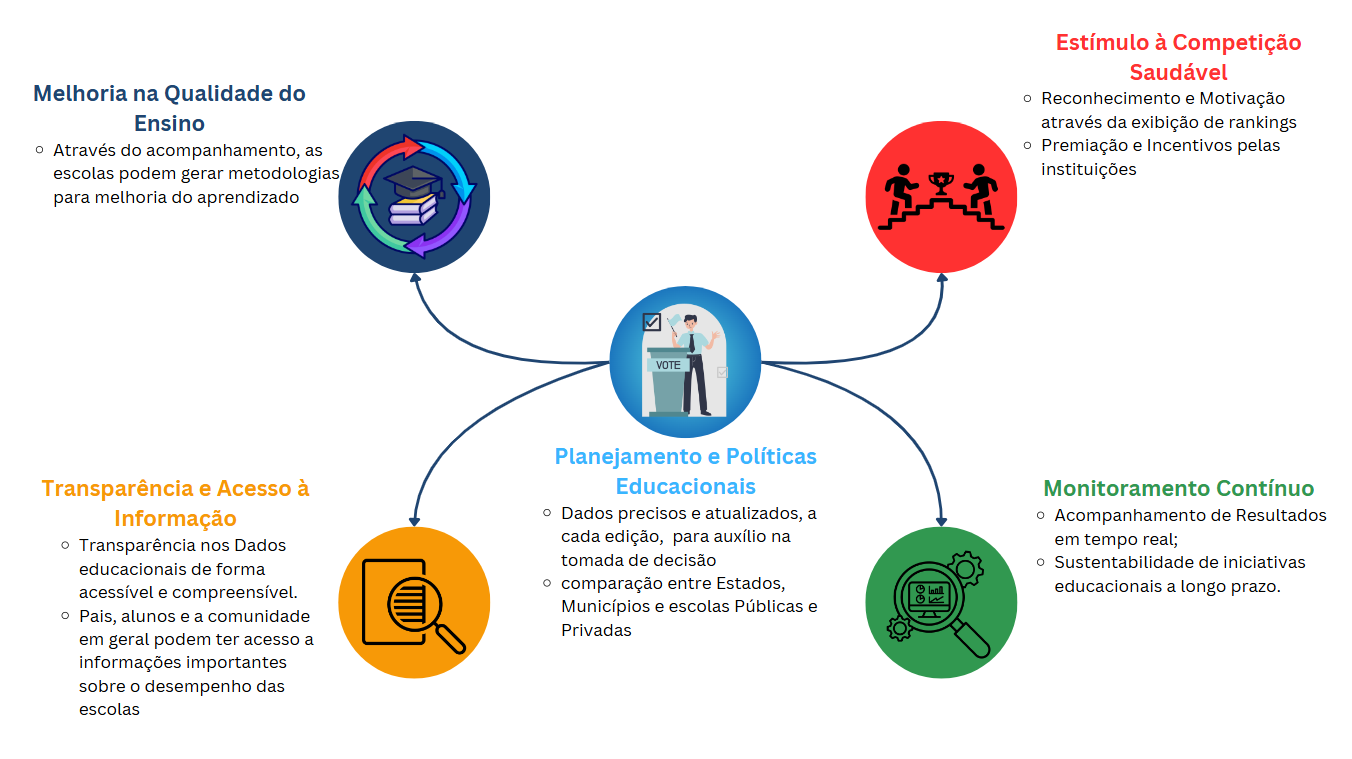 Melhoria na Qualidade do
Ensino
Através do acompanhamento, as
escolas podem gerar metodologias
para melhoria do aprendizado
Estímulo à Competição
Saudável
Reconhecimento e Motivação
através da exibição de rankings
Premiação e Incentivos pelas
instituições
VOTE
Planejamento e Políticas
Educacionais
Dados precisos e atualizados, a
cada edição,  para auxílio na
tomada de decisão
comparação entre Estados,
Municípios e escolas Públicas e
Privadas
Transparência e Acesso à
Informação
Transparência nos Dados
educacionais de forma
acessível e compreensível.
Pais, alunos e a comunidade
em geral podem ter acesso a
informações importantes
sobre o desempenho das
escolas
Monitoramento Contínuo
Acompanhamento de Resultados
em tempo real;
Sustentabilidade de iniciativas
educacionais a longo prazo.